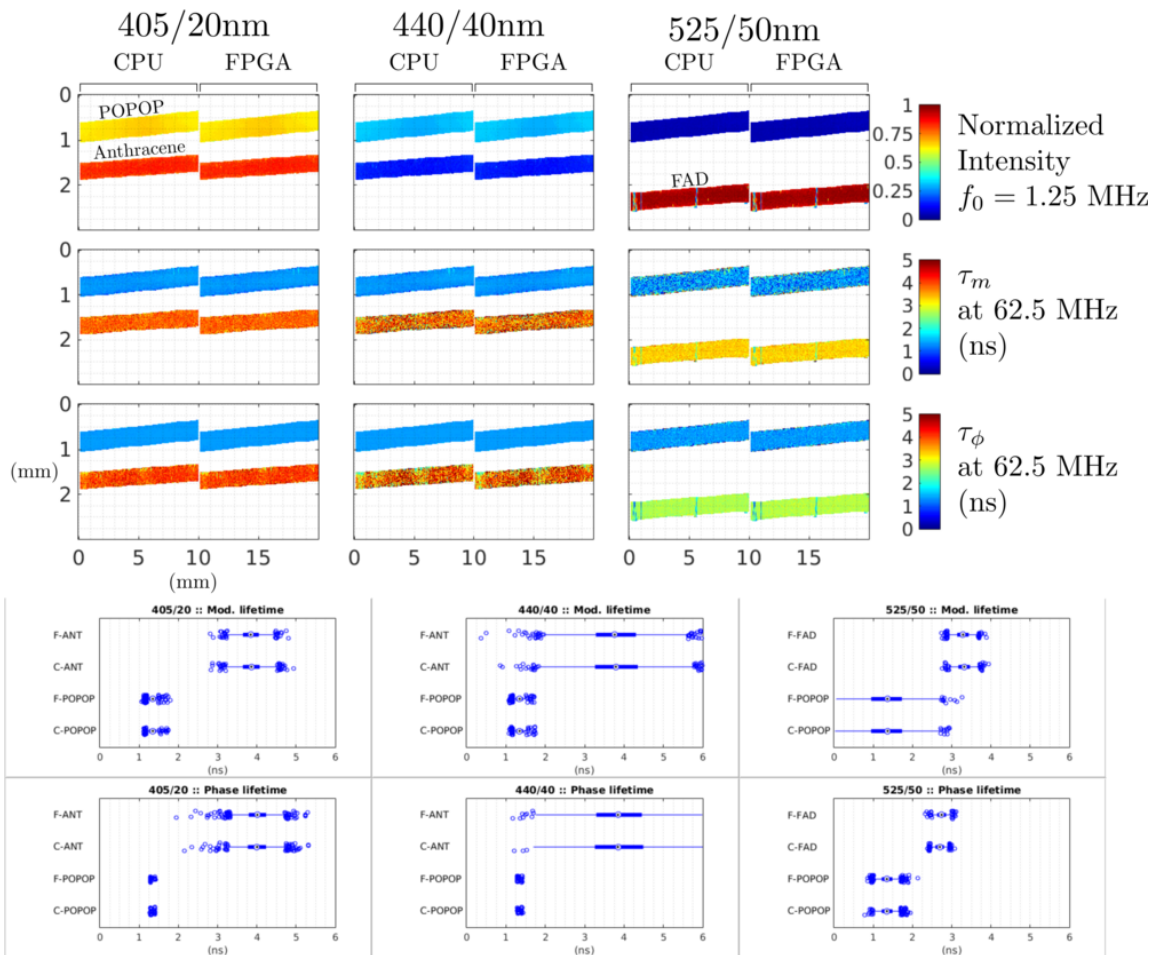 405/20nm 440/40nm 525/50nm
CPU FPGA CPU FPGA CPU FPGA
0
1
2
POPOP
Anthracene
FAD
1
0.75
0.5
0.25
0
Normalized
Intensity
f₀ = 1.25 MHz
0
1
2
5
4
3
2
1
0
τₘ
at 62.5 MHz
(ns)
0
1
(mm)
2
5
4
3
2
1
0
τ_ϕ
at 62.5 MHz
(ns)
0 5 10 15 0 5 10 15 0 5 10 15
(mm)
405/20 :: Mod. lifetime
F-ANT
C-ANT
F-POPOP
C-POPOP
0 1 2 3 4 5 6
(ns)
440/40 :: Mod. lifetime
F-ANT
C-ANT
F-POPOP
C-POPOP
0 1 2 3 4 5 6
(ns)
525/50 :: Mod. lifetime
F-FAD
C-FAD
F-POPOP
C-POPOP
0 1 2 3 4 5 6
(ns)
405/20 :: Phase lifetime
F-ANT
C-ANT
F-POPOP
C-POPOP
0 1 2 3 4 5 6
(ns)
440/40 :: Phase lifetime
F-ANT
C-ANT
F-POPOP
C-POPOP
0 1 2 3 4 5 6
(ns)
525/50 :: Phase lifetime
F-FAD
C-FAD
F-POPOP
C-POPOP
0 1 2 3 4 5 6
(ns)